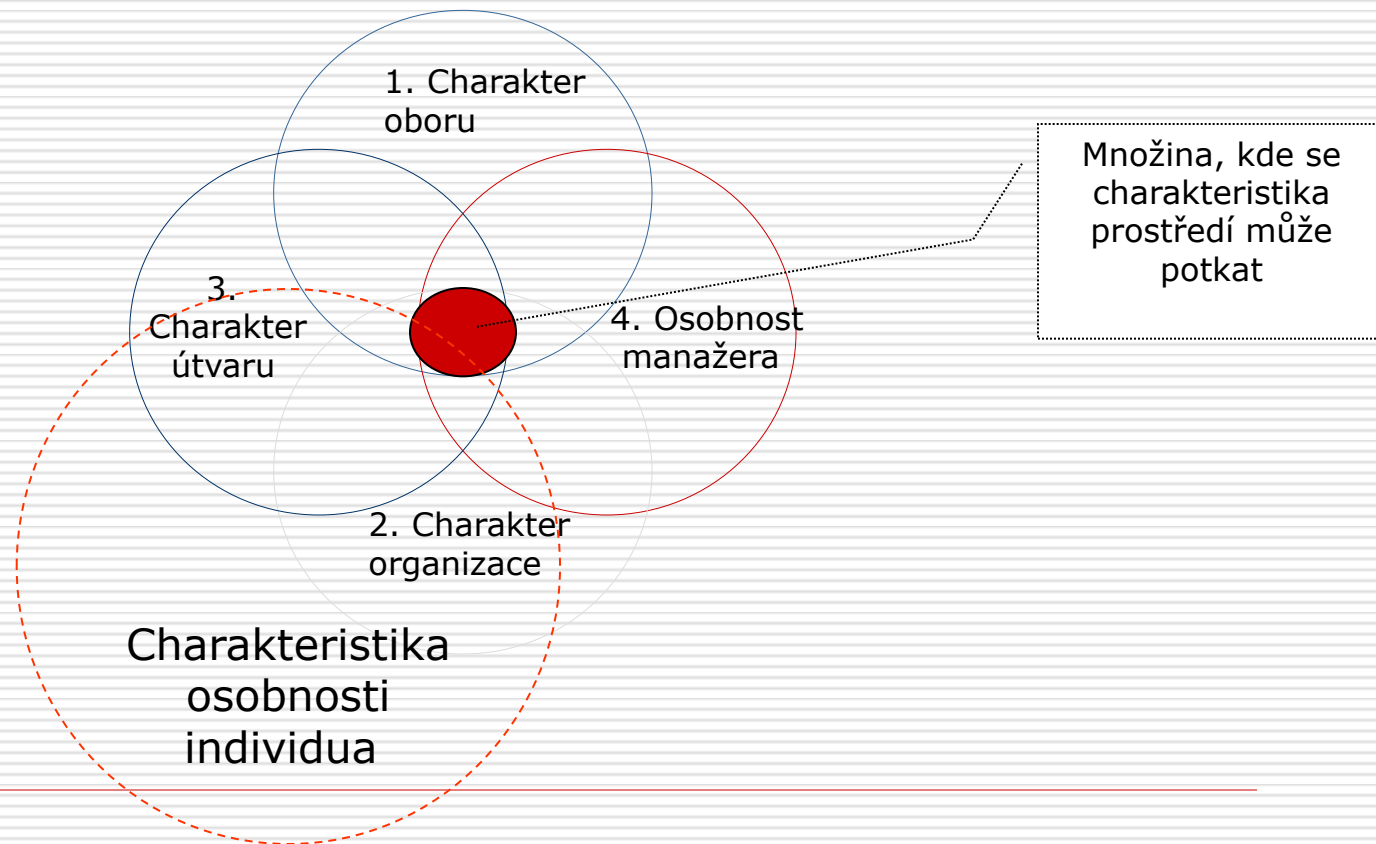 1. Charakter
oboru
Množina, kde se
charakteristika
prostředí může
potkat
3.
Charakter
útvaru
4. Osobnost
manažera
2. Charakter
organizace
Charakteristika
osobnosti
individua